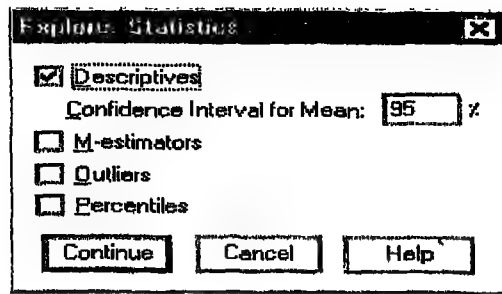 Explore: Statistics
Descriptives
Confidence Interval for Mean: 95 %
M-estimators
Outliers
Percentiles
Continue Cancel Help